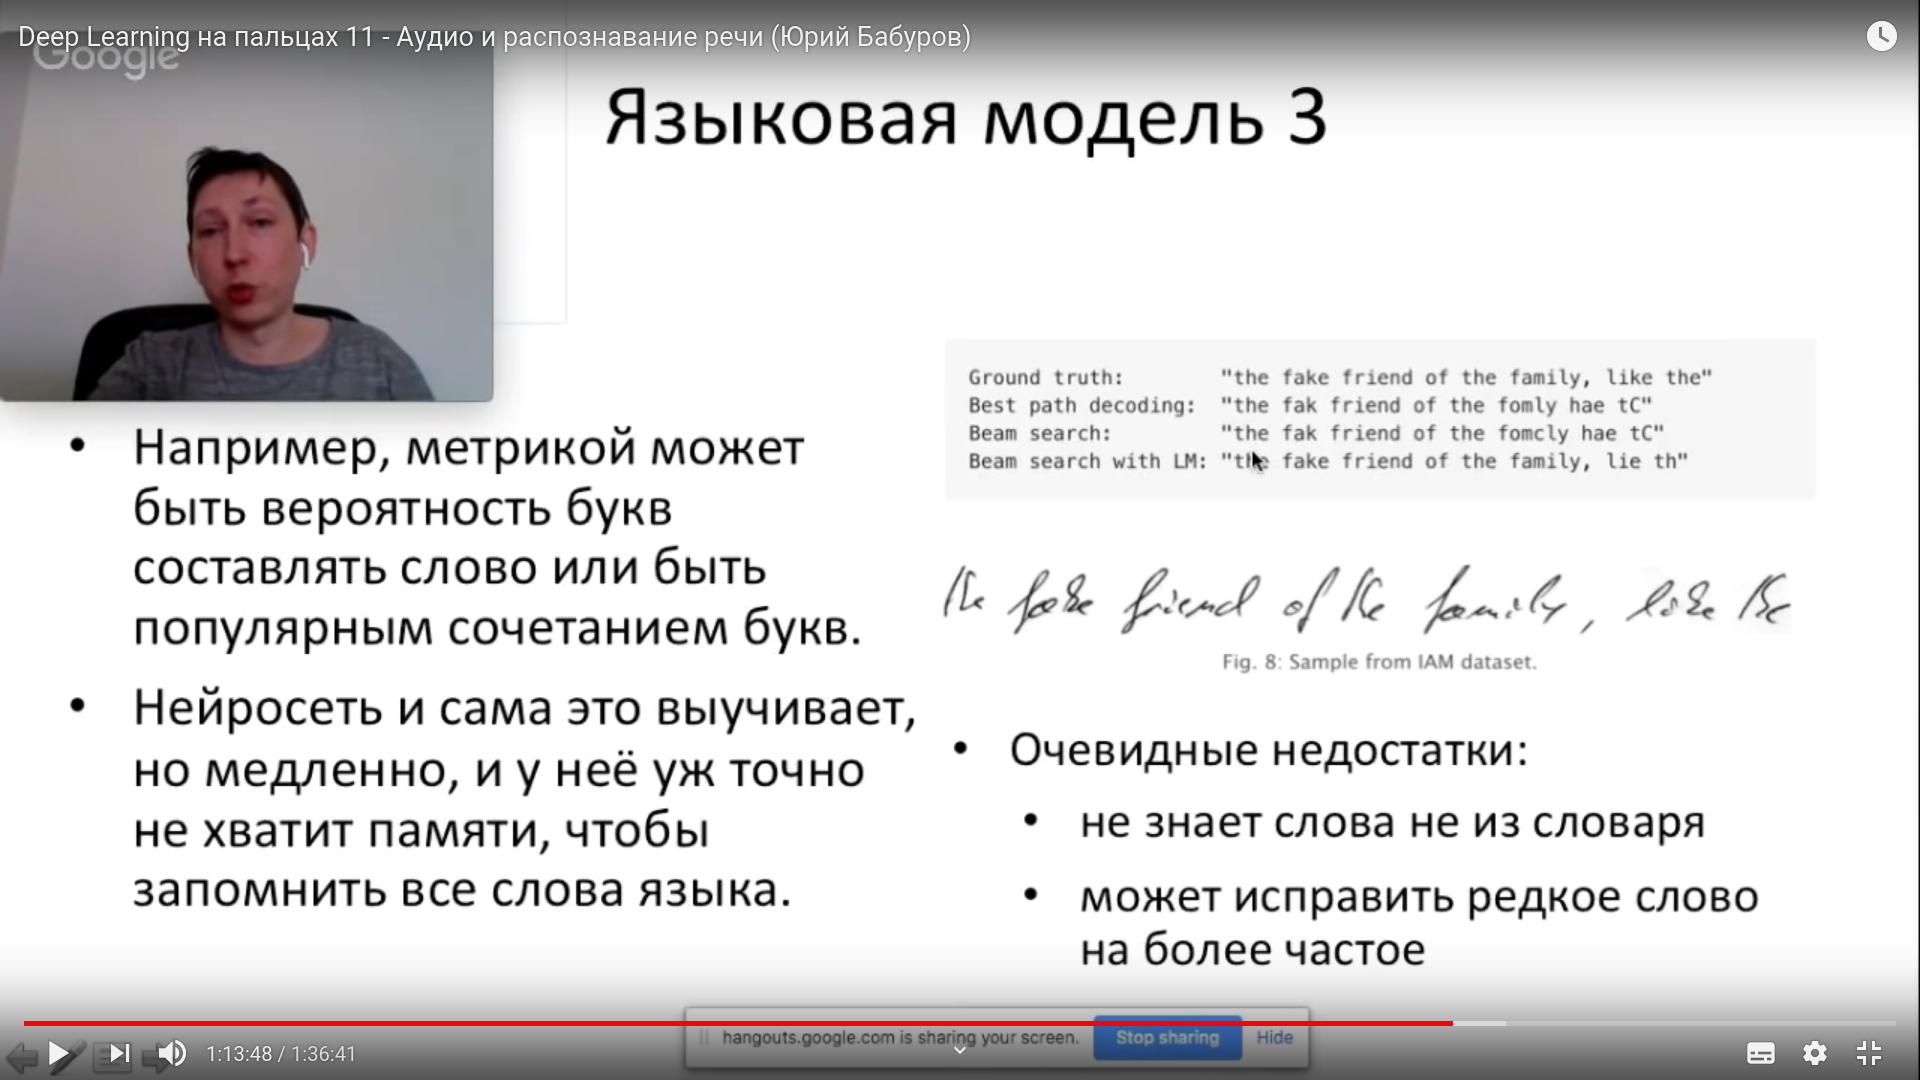 Deep Learning на пальцах 11 - Аудио и распознавание речи (Юрий Бабуров)
Google
Языковая модель 3
• Например, метрикой может
быть вероятность букв
составлять слово или быть
популярным сочетанием букв.
• Нейросеть и сама это выучивает,
но медленно, и у неё уж точно
не хватит памяти, чтобы
запомнить все слова языка.
Ground truth: "the fake friend of the family, like the"
Best path decoding: "the fak friend of the fomly hae tC"
Beam search: "the fak friend of the fomcly hae tC"
Beam search with LM: "the fake friend of the family, lie th"
the fake friend of the family, like the
Fig. 8: Sample from IAM dataset.
• Очевидные недостатки:
• не знает слова не из словаря
• может исправить редкое слово
на более частое
hangouts.google.com is sharing your screen. Stop sharing Hide
1:13:48 / 1:36:41